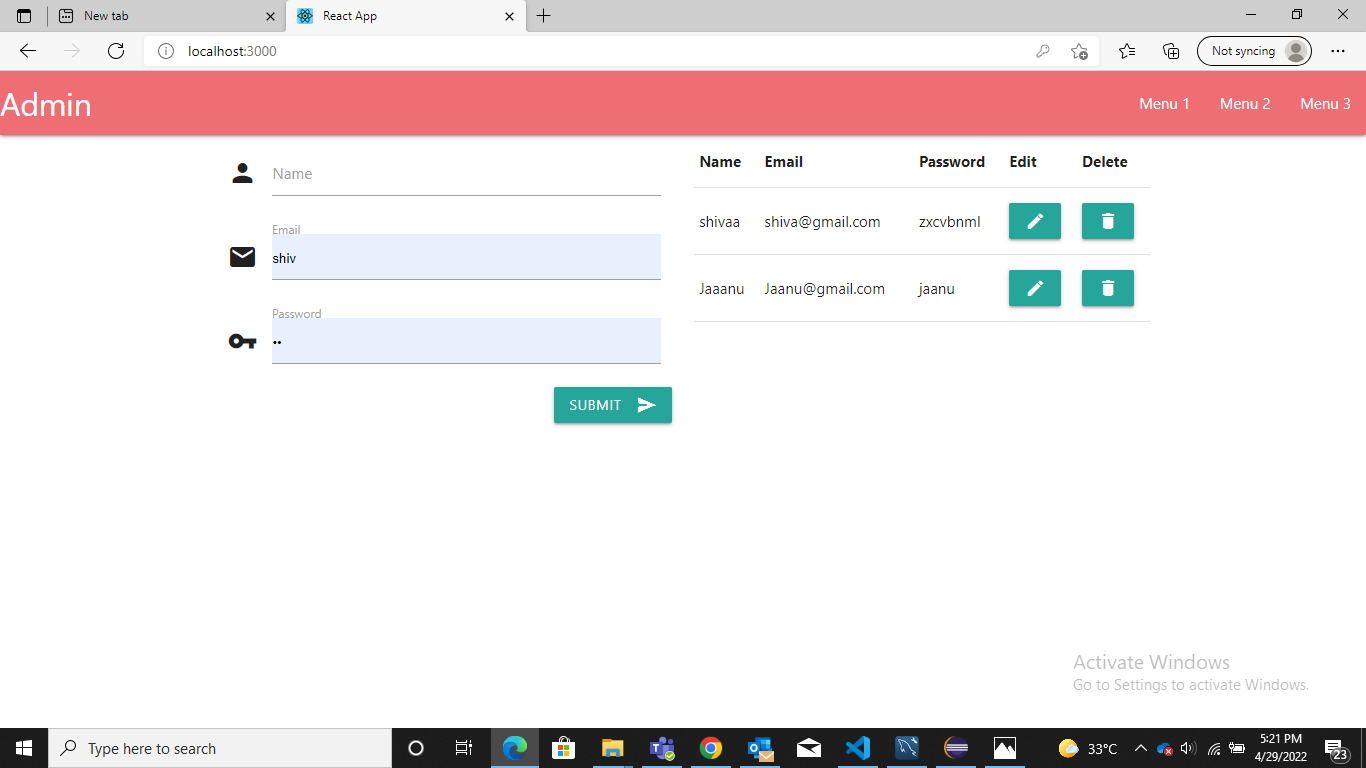 New tab
React App
localhost:3000
Not syncing
Admin
Menu 1 Menu 2 Menu 3
Name
Email
shiv
Password
••
SUBMIT
Name Email Password Edit Delete
shivaa shiva@gmail.com zxcvbnml
Jaaanu Jaanu@gmail.com jaanu
Activate Windows
Go to Settings to activate Windows.
Type here to search
33°C
5:21 PM
4/29/2022
23